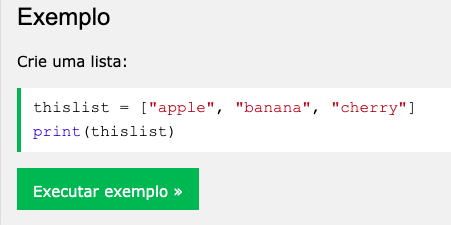 Exemplo
Crie uma lista:
thislist = ["apple", "banana", "cherry"]
print(thislist)
Executar exemplo »